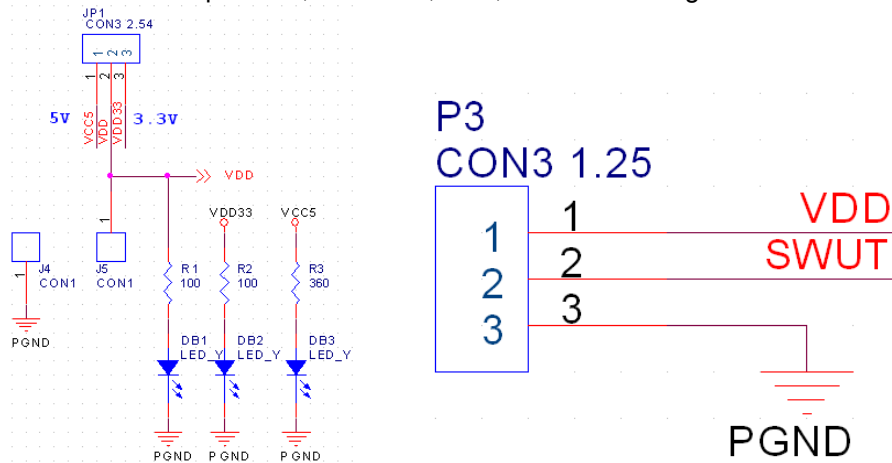 JP1
CON3 2.54
1 2 3
1 2 3
5V
VCC5
VDD
VDD33
3.3V
VDD
VDD33
VCC5
1
1
J4
CON1
J5
CON1
R1
100
R2
100
R3
360
PGND
DB1
LED_Y
DB2
LED_Y
DB3
LED_Y
PGND
PGND
PGND
P3
CON3 1.25
1 1 VDD
2 2 SWUT
3 3
PGND